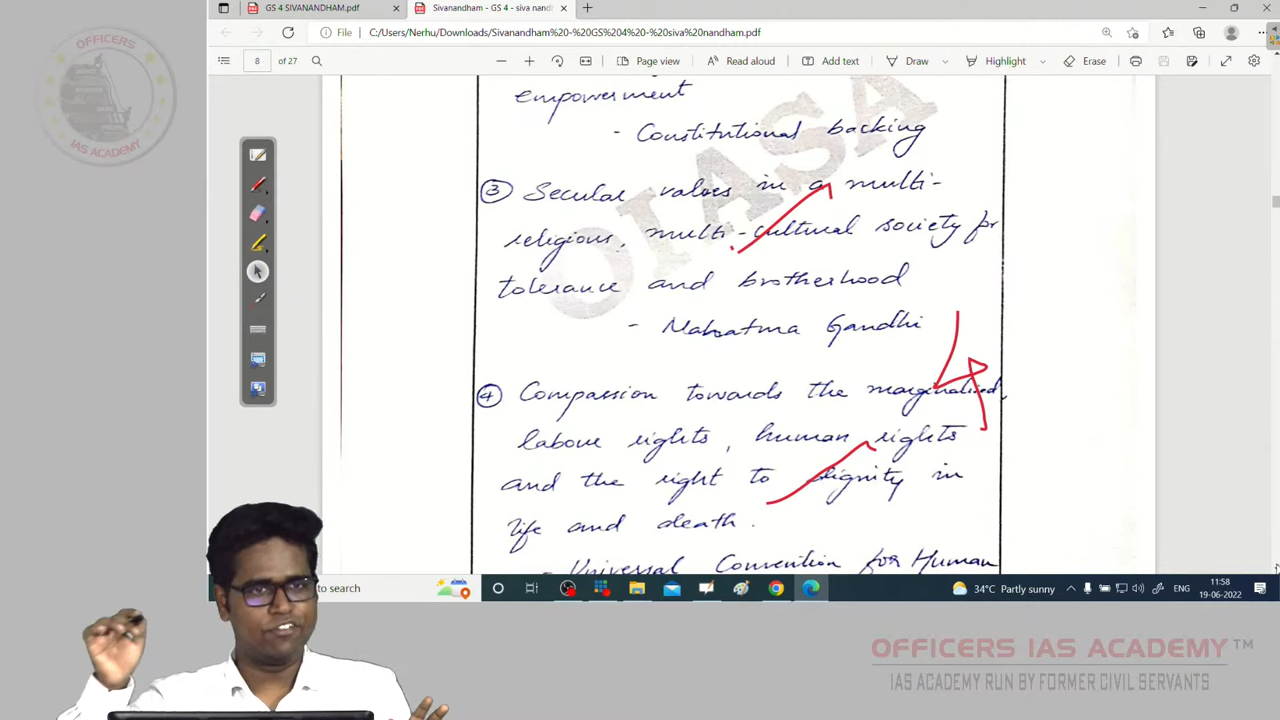 OFFICERS
IAS ACADEMY
GS 4 SIVANANDHAM.pdf
Sivanandham - GS 4 - siva nandh
File
C:/Users/Nerhu/Downloads/Sivanandham%20-%20GS%204%20-%20siva%20nandham.pdf
8 of 27
Page view
Read aloud
Add text
Draw
Highlight
Erase
empowerment
- Constitutional backing
OIASA
③ Secular values in a multi-
religious, multi-cultural society for
tolerance and brotherhood
- Mahatma Gandhi
④ Compassion towards the marginalised,
labour rights, human rights
and the right to dignity in
life and death.
- Universal Convention for Human
to search
34°C Partly sunny
ENG
11:58
19-06-2022
OFFICERS IAS ACADEMY™
IAS ACADEMY RUN BY FORMER CIVIL SERVANTS